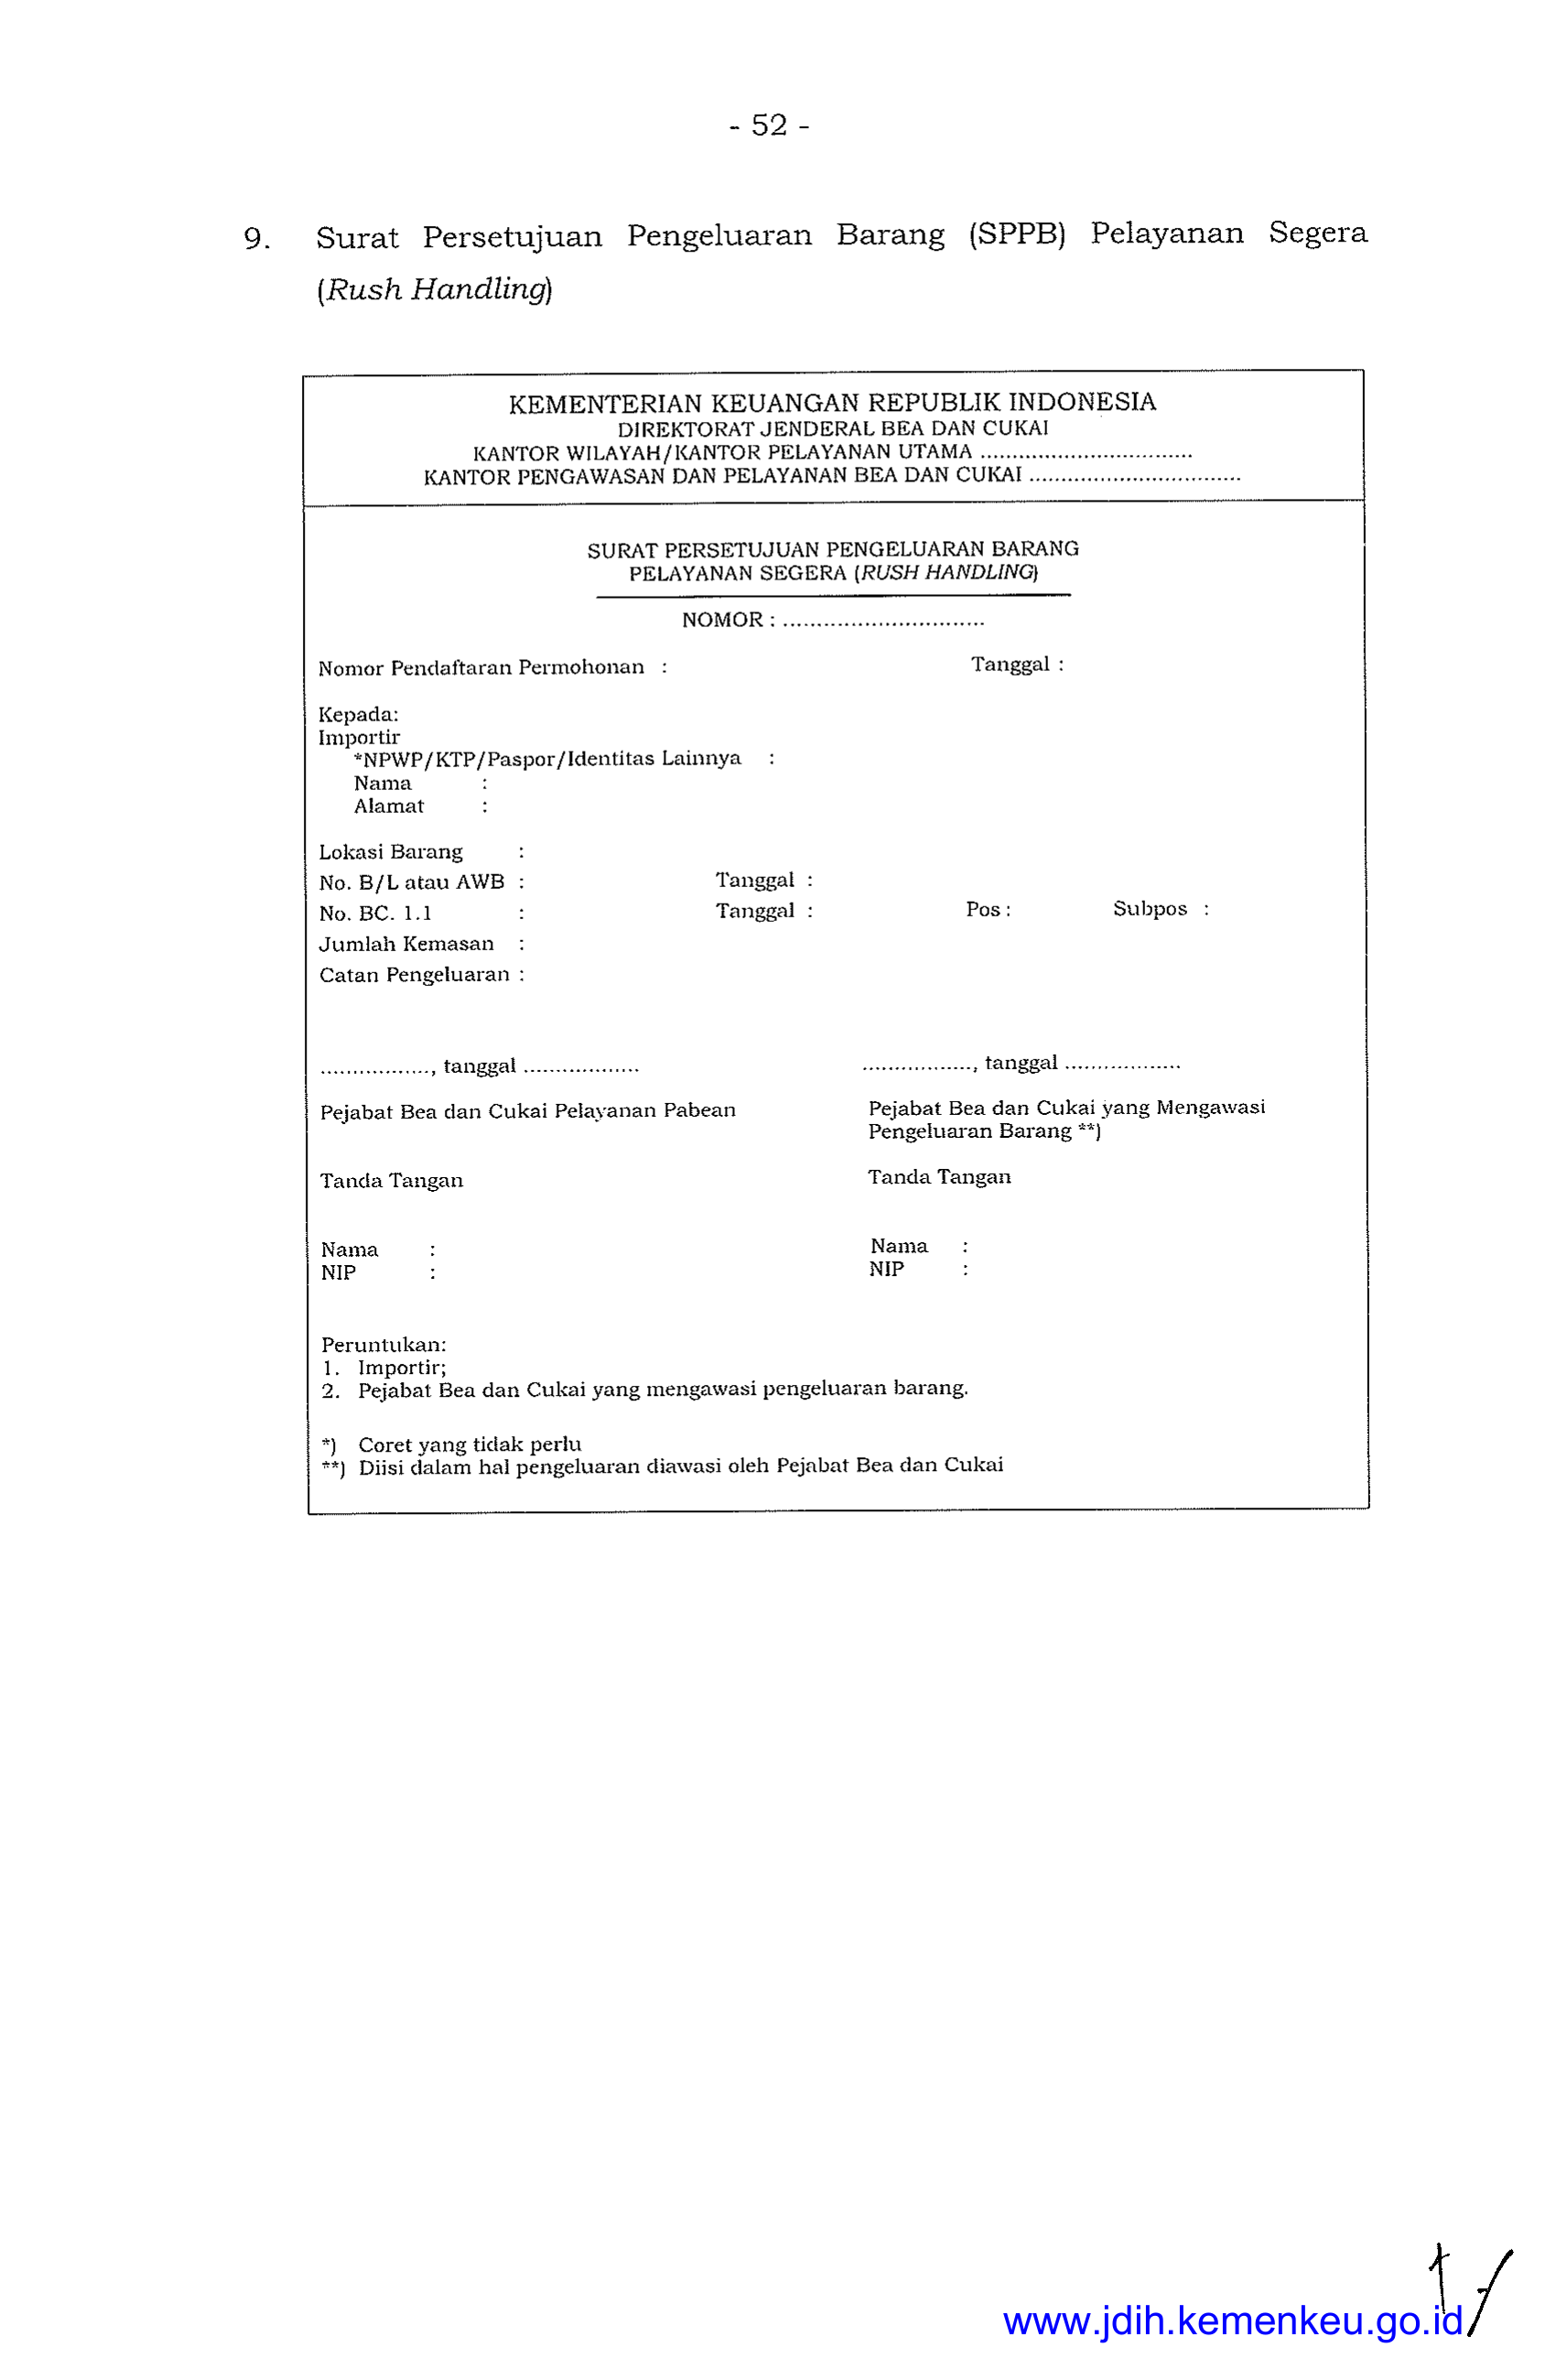 - 52 -
9. Surat Persetujuan Pengeluaran Barang (SPPB) Pelayanan Segera
(Rush Handling)
KEMENTERIAN KEUANGAN REPUBLIK INDONESIA
DIREKTORAT JENDERAL BEA DAN CUKAI
KANTOR WILAYAH/KANTOR PELAYANAN UTAMA .................................
KANTOR PENGAWASAN DAN PELAYANAN BEA DAN CUKAI .................................
SURAT PERSETUJUAN PENGELUARAN BARANG
PELAYANAN SEGERA (RUSH HANDLING)
NOMOR : ..............................
Nomor Pendaftaran Permohonan : Tanggal :
Kepada:
Importir
*NPWP/KTP/Paspor/Identitas Lainnya :
Nama :
Alamat :
Lokasi Barang :
No. B/L atau AWB : Tanggal :
No. BC. 1.1 : Tanggal : Pos : Subpos :
Jumlah Kemasan :
Catan Pengeluaran :
................., tanggal .................. ................., tanggal ..................
Pejabat Bea dan Cukai Pelayanan Pabean Pejabat Bea dan Cukai yang Mengawasi
Pengeluaran Barang **)
Tanda Tangan Tanda Tangan
Nama : Nama :
NIP : NIP :
Peruntukan:
1. Importir;
2. Pejabat Bea dan Cukai yang mengawasi pengeluaran barang.
*) Coret yang tidak perlu
**) Diisi dalam hal pengeluaran diawasi oleh Pejabat Bea dan Cukai
www.jdih.kemenkeu.go.id